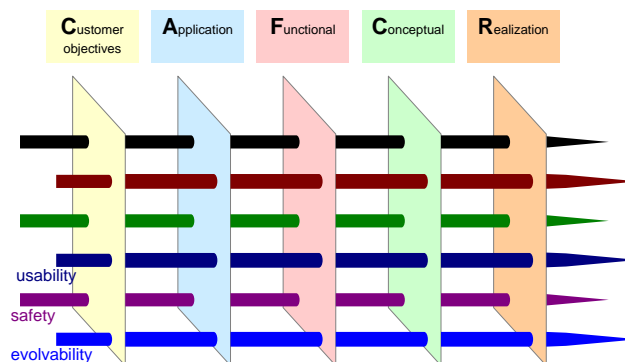 Customer
objectives
Application
Functional
Conceptual
Realization
usability
safety
evolvability